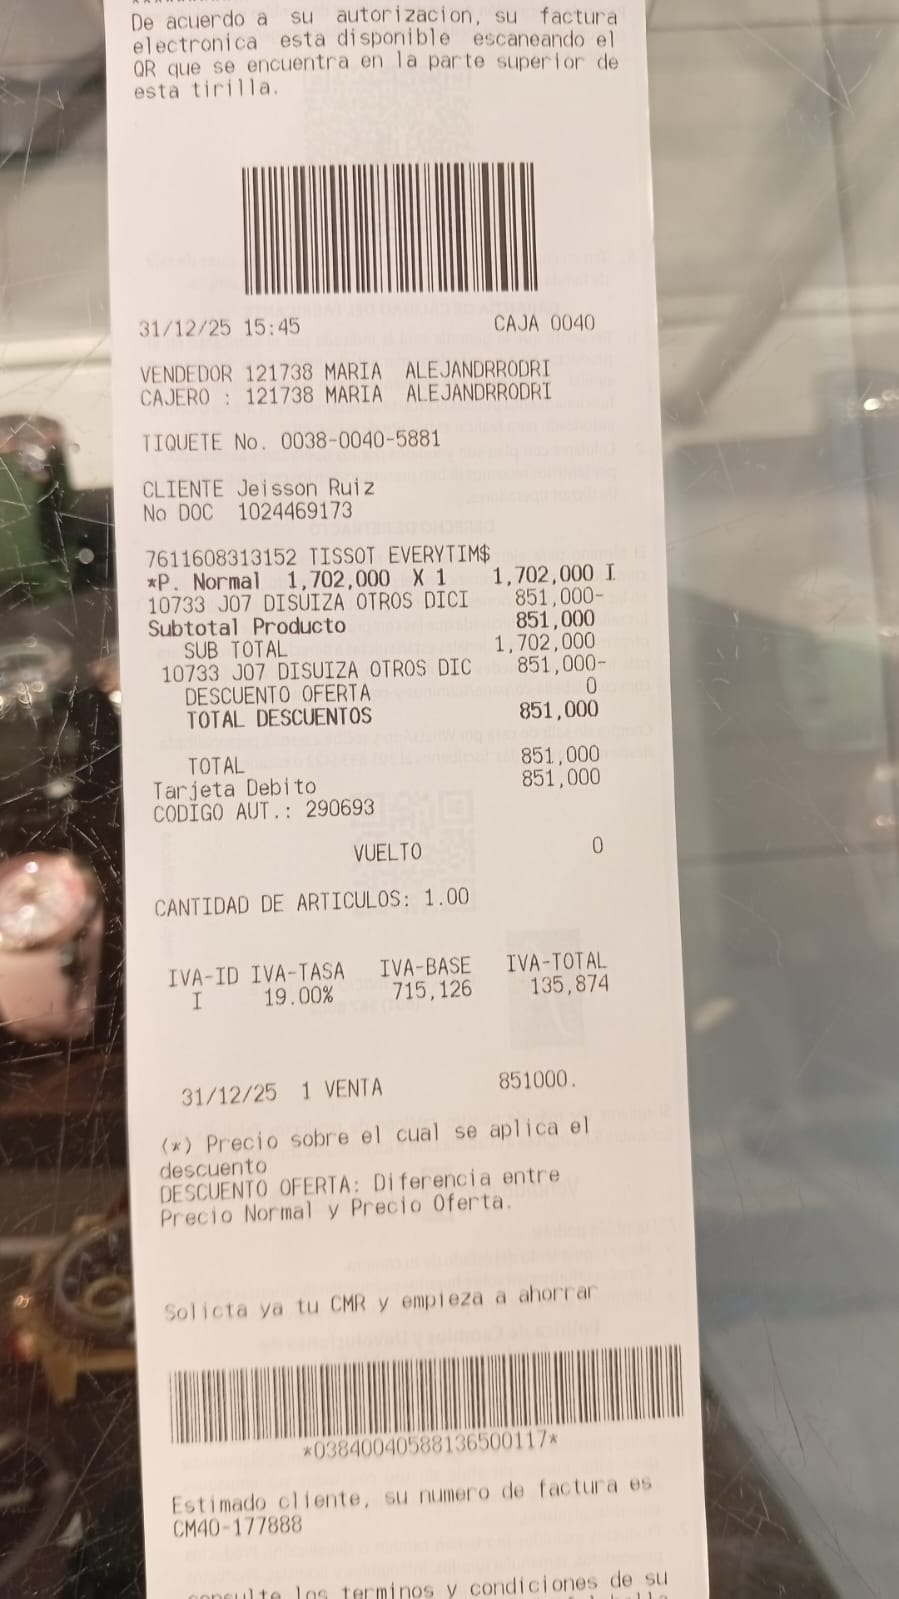 De acuerdo a su autorizacion, su factura
electronica esta disponible escaneando el
QR que se encuentra en la parte superior de
esta tirilla.
31/12/25 15:45 CAJA 0040
VENDEDOR 121738 MARIA ALEJANDRRODRI
CAJERO : 121738 MARIA ALEJANDRRODRI
TIQUETE No. 0038-0040-5881
CLIENTE Jeisson Ruiz
No DOC 1024469173
7611608313152 TISSOT EVERYTIM$
*P. Normal 1,702,000 X 1 1,702,000 I
10733 J07 DISUIZA OTROS DICI 851,000-
Subtotal Producto 851,000
SUB TOTAL 1,702,000
10733 J07 DISUIZA OTROS DIC 851,000-
DESCUENTO OFERTA 0
TOTAL DESCUENTOS 851,000
TOTAL 851,000
Tarjeta Debito 851,000
CODIGO AUT.: 290693
VUELTO 0
CANTIDAD DE ARTICULOS: 1.00
IVA-ID IVA-TASA IVA-BASE IVA-TOTAL
I 19.00% 715,126 135,874
31/12/25 1 VENTA 851000.
(*) Precio sobre el cual se aplica el
descuento
DESCUENTO OFERTA: Diferencia entre
Precio Normal y Precio Oferta.
Solicta ya tu CMR y empieza a ahorrar
*03840040588136500117*
Estimado cliente, su numero de factura es
CM40-177888
consulte los terminos y condiciones de su